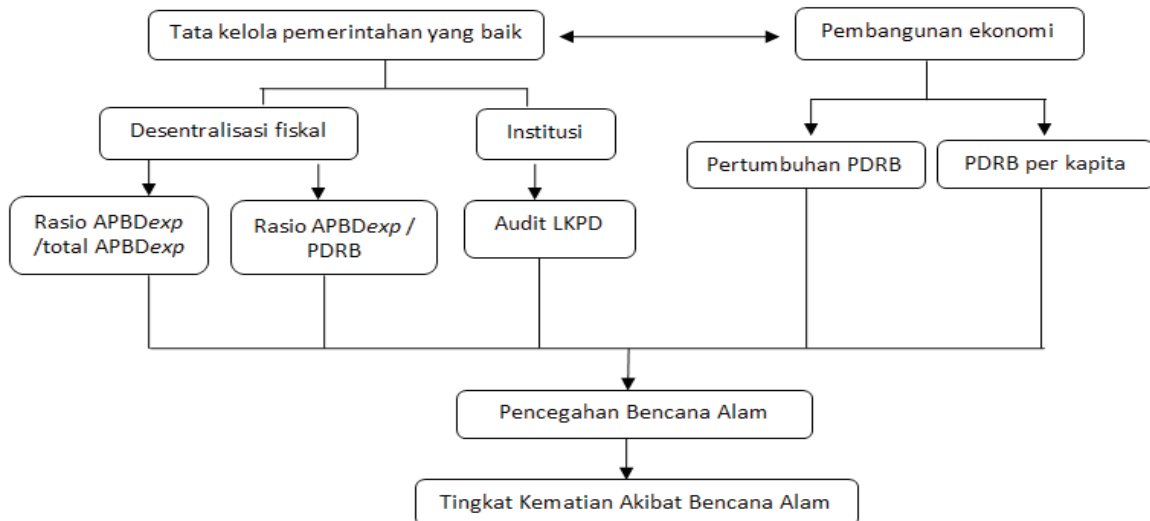 Tata kelola pemerintahan yang baik
Pembangunan ekonomi
Desentralisasi fiskal
Institusi
Pertumbuhan PDRB
PDRB per kapita
Rasio APBDexp
/total APBDexp
Rasio APBDexp /
PDRB
Audit LKPD
Pencegahan Bencana Alam
Tingkat Kematian Akibat Bencana Alam